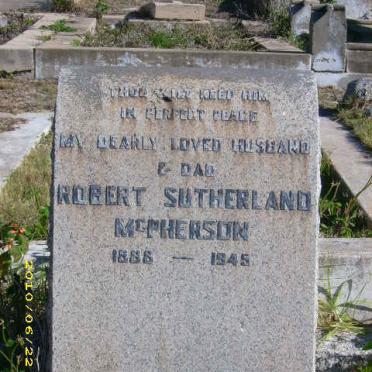 THOU WILT KEEP HIM
IN PERFECT PEACE
MY DEARLY LOVED HUSBAND
& DAD
ROBERT SUTHERLAND
MCPHERSON
1886 — 1945
2010/06/22